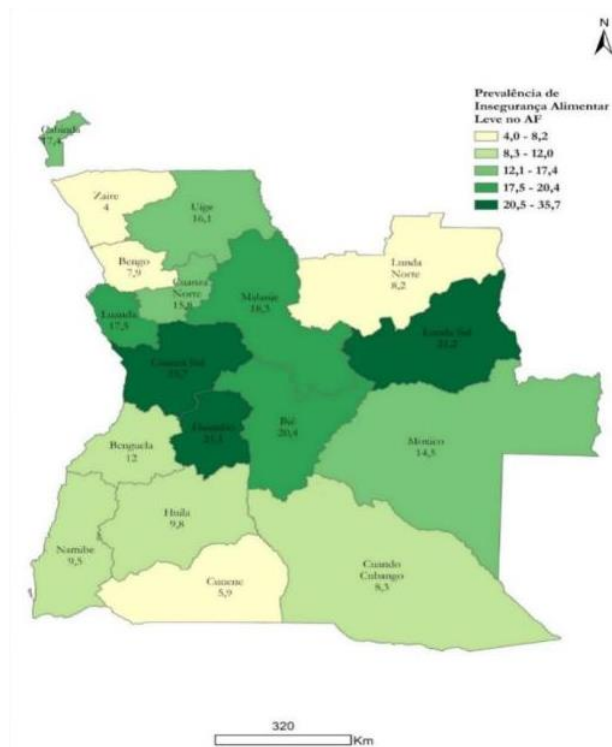 N
Prevalência de
Insegurança Alimentar
Leve no AF
4,0 - 8,2
8,3 - 12,0
12,1 - 17,4
17,5 - 20,4
20,5 - 35,7
Cabinda
17,4
Zaire
4
Uíge
16,1
Bengo
7,9
Cuanza
Norte
15,8
Lunda
Norte
8,2
Luanda
17,5
Malanje
18,3
Lunda Sul
Cuanza Sul
Huambo
Bié
20,4
Moxico
14,5
Benguela
12
Huíla
9,8
Namibe
9,5
Cunene
5,9
Cuando
Cubango
8,3
320
Km